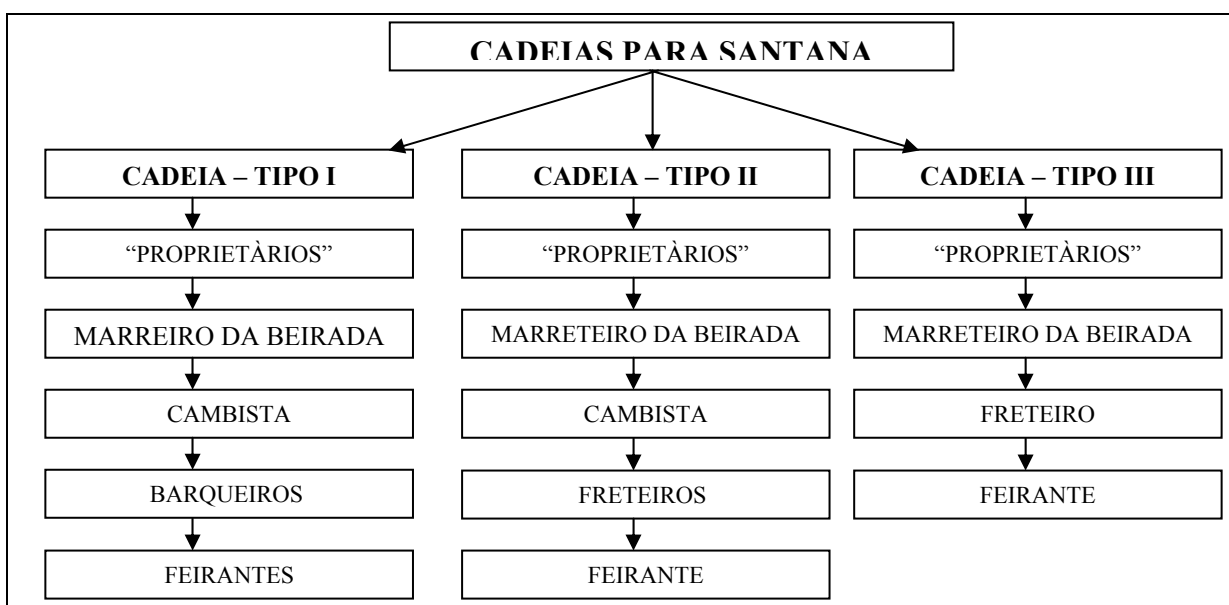 CADEIAS PARA SANTANA
CADEIA – TIPO I
CADEIA – TIPO II
CADEIA – TIPO III
“PROPRIETÀRIOS”
“PROPRIETÀRIOS”
“PROPRIETÀRIOS”
MARREIRO DA BEIRADA
MARRETEIRO DA BEIRADA
MARRETEIRO DA BEIRADA
CAMBISTA
CAMBISTA
FRETEIRO
BARQUEIROS
FRETEIROS
FEIRANTE
FEIRANTES
FEIRANTE